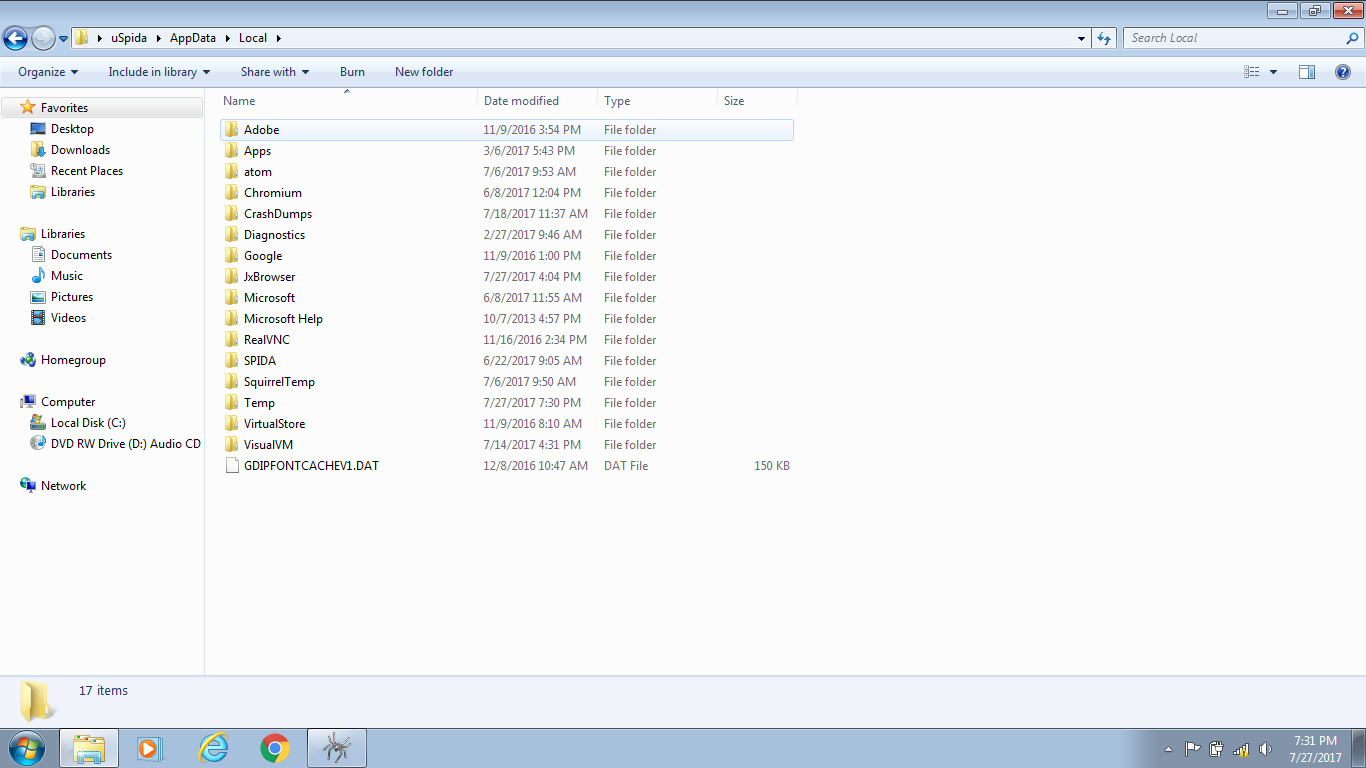 uSpida AppData Local
Search Local
Organize Include in library Share with Burn New folder
Name Date modified Type Size
Favorites
Desktop
Downloads
Recent Places
Libraries
Libraries
Documents
Music
Pictures
Videos
Homegroup
Computer
Local Disk (C:)
DVD RW Drive (D:) Audio CD
Network
Adobe 11/9/2016 3:54 PM File folder
Apps 3/6/2017 5:43 PM File folder
atom 7/6/2017 9:53 AM File folder
Chromium 6/8/2017 12:04 PM File folder
CrashDumps 7/18/2017 11:37 AM File folder
Diagnostics 2/27/2017 9:46 AM File folder
Google 11/9/2016 1:00 PM File folder
JxBrowser 7/27/2017 4:04 PM File folder
Microsoft 6/8/2017 11:55 AM File folder
Microsoft Help 10/7/2013 4:57 PM File folder
RealVNC 11/16/2016 2:34 PM File folder
SPIDA 6/22/2017 9:05 AM File folder
SquirrelTemp 7/6/2017 9:50 AM File folder
Temp 7/27/2017 7:30 PM File folder
VirtualStore 11/9/2016 8:10 AM File folder
VisualVM 7/14/2017 4:31 PM File folder
GDIPFONTCACHEV1.DAT 12/8/2016 10:47 AM DAT File 150 KB
17 items
7:31 PM
7/27/2017